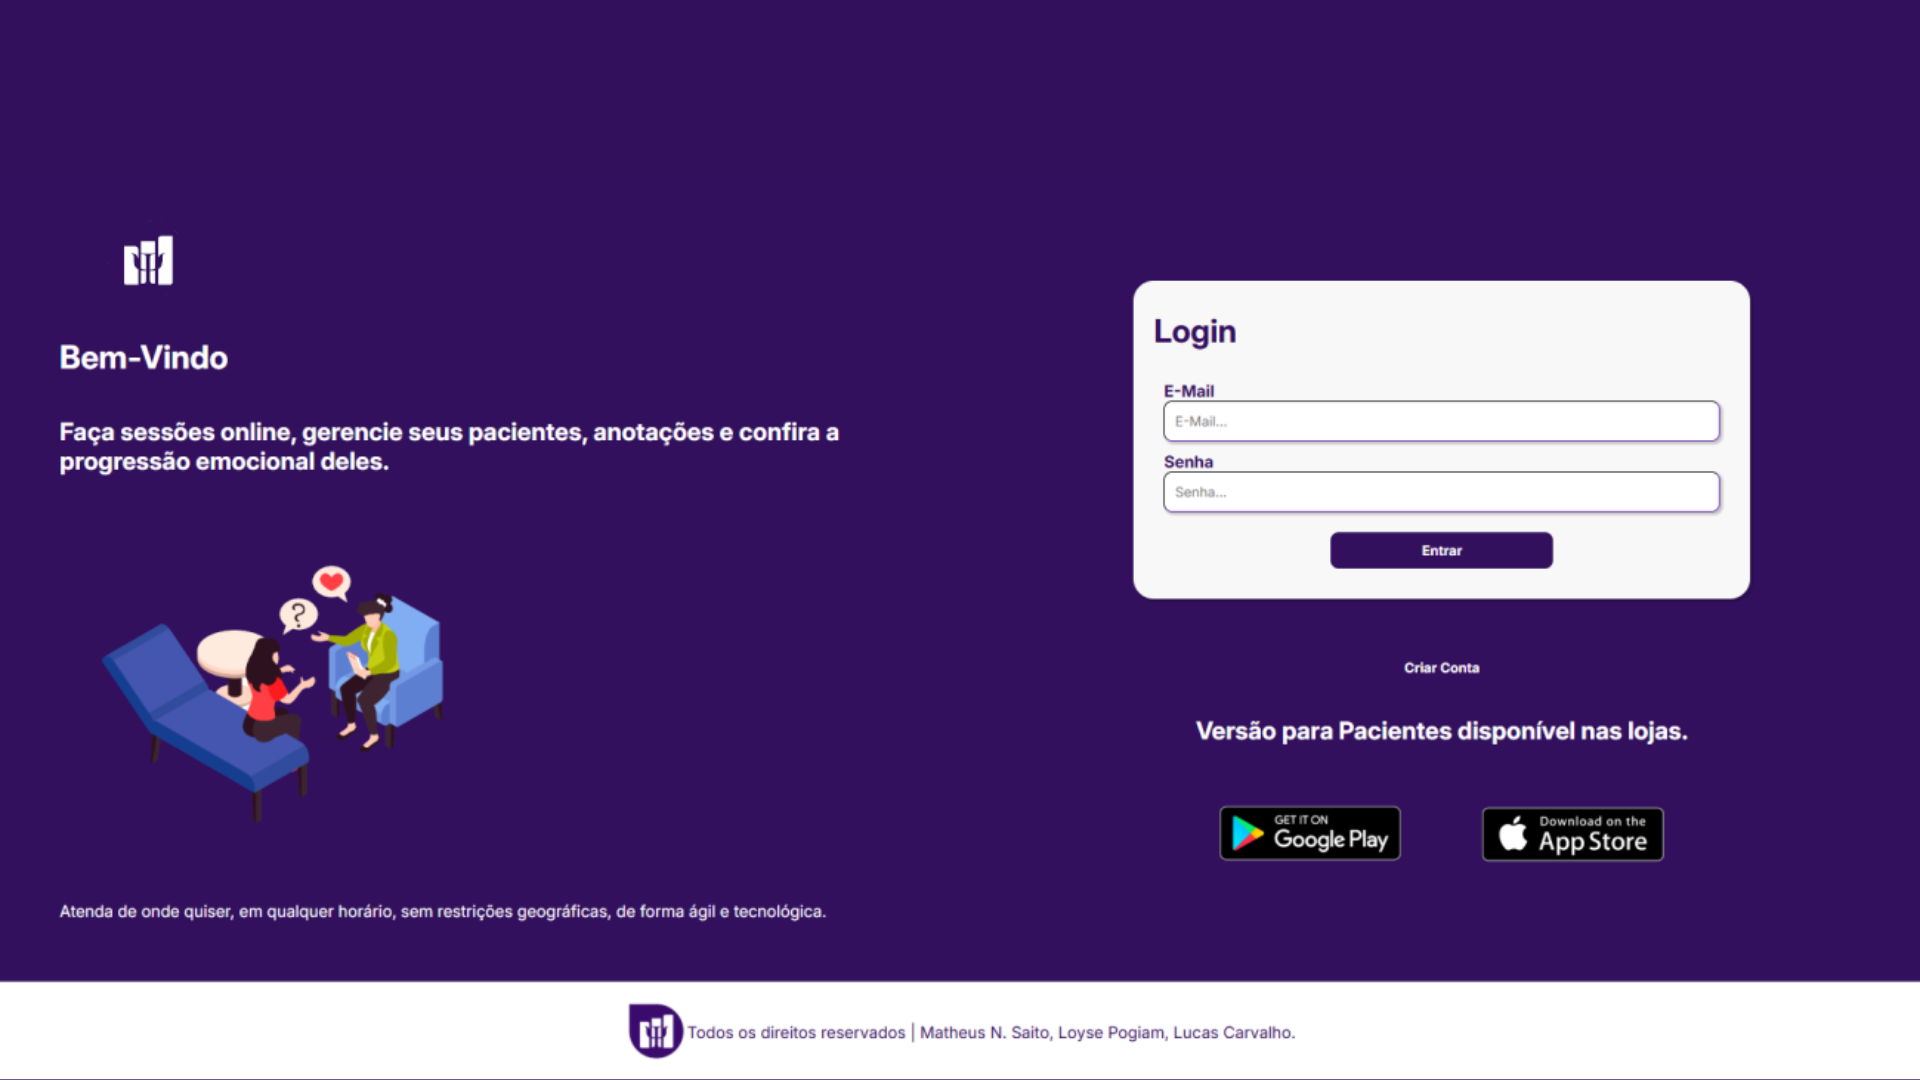 Bem-Vindo
Faça sessões online, gerencie seus pacientes, anotações e confira a
progressão emocional deles.
?
Atenda de onde quiser, em qualquer horário, sem restrições geográficas, de forma ágil e tecnológica.
Login
E-Mail
E-Mail...
Senha
Senha...
Entrar
Criar Conta
Versão para Pacientes disponível nas lojas.
GET IT ON
Google Play
Download on the
App Store
Todos os direitos reservados | Matheus N. Saito, Loyse Pogiam, Lucas Carvalho.